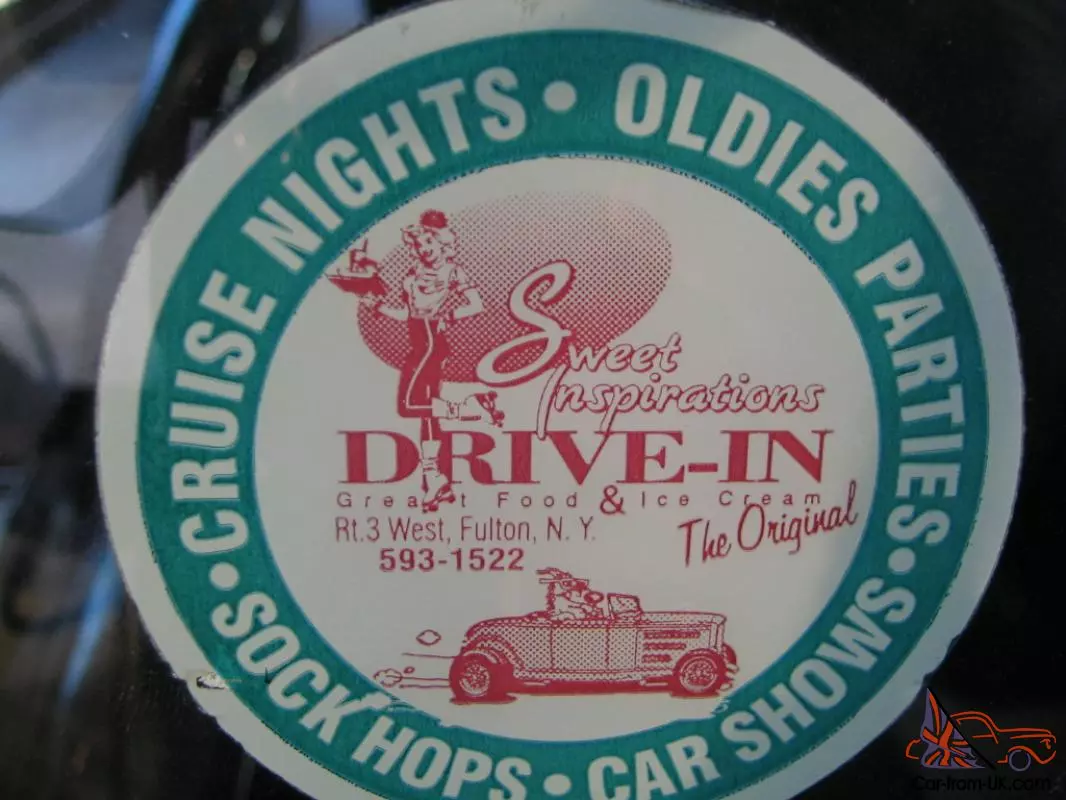 CRUISE NIGHTS • OLDIES PARTIES • CAR SHOWS • SOCK HOPS •
Sweet
Inspirations
DRIVE-IN
Great Food & Ice Cream
The Original
Rt.3 West, Fulton, N. Y.
593-1522
Car-from-UK.com